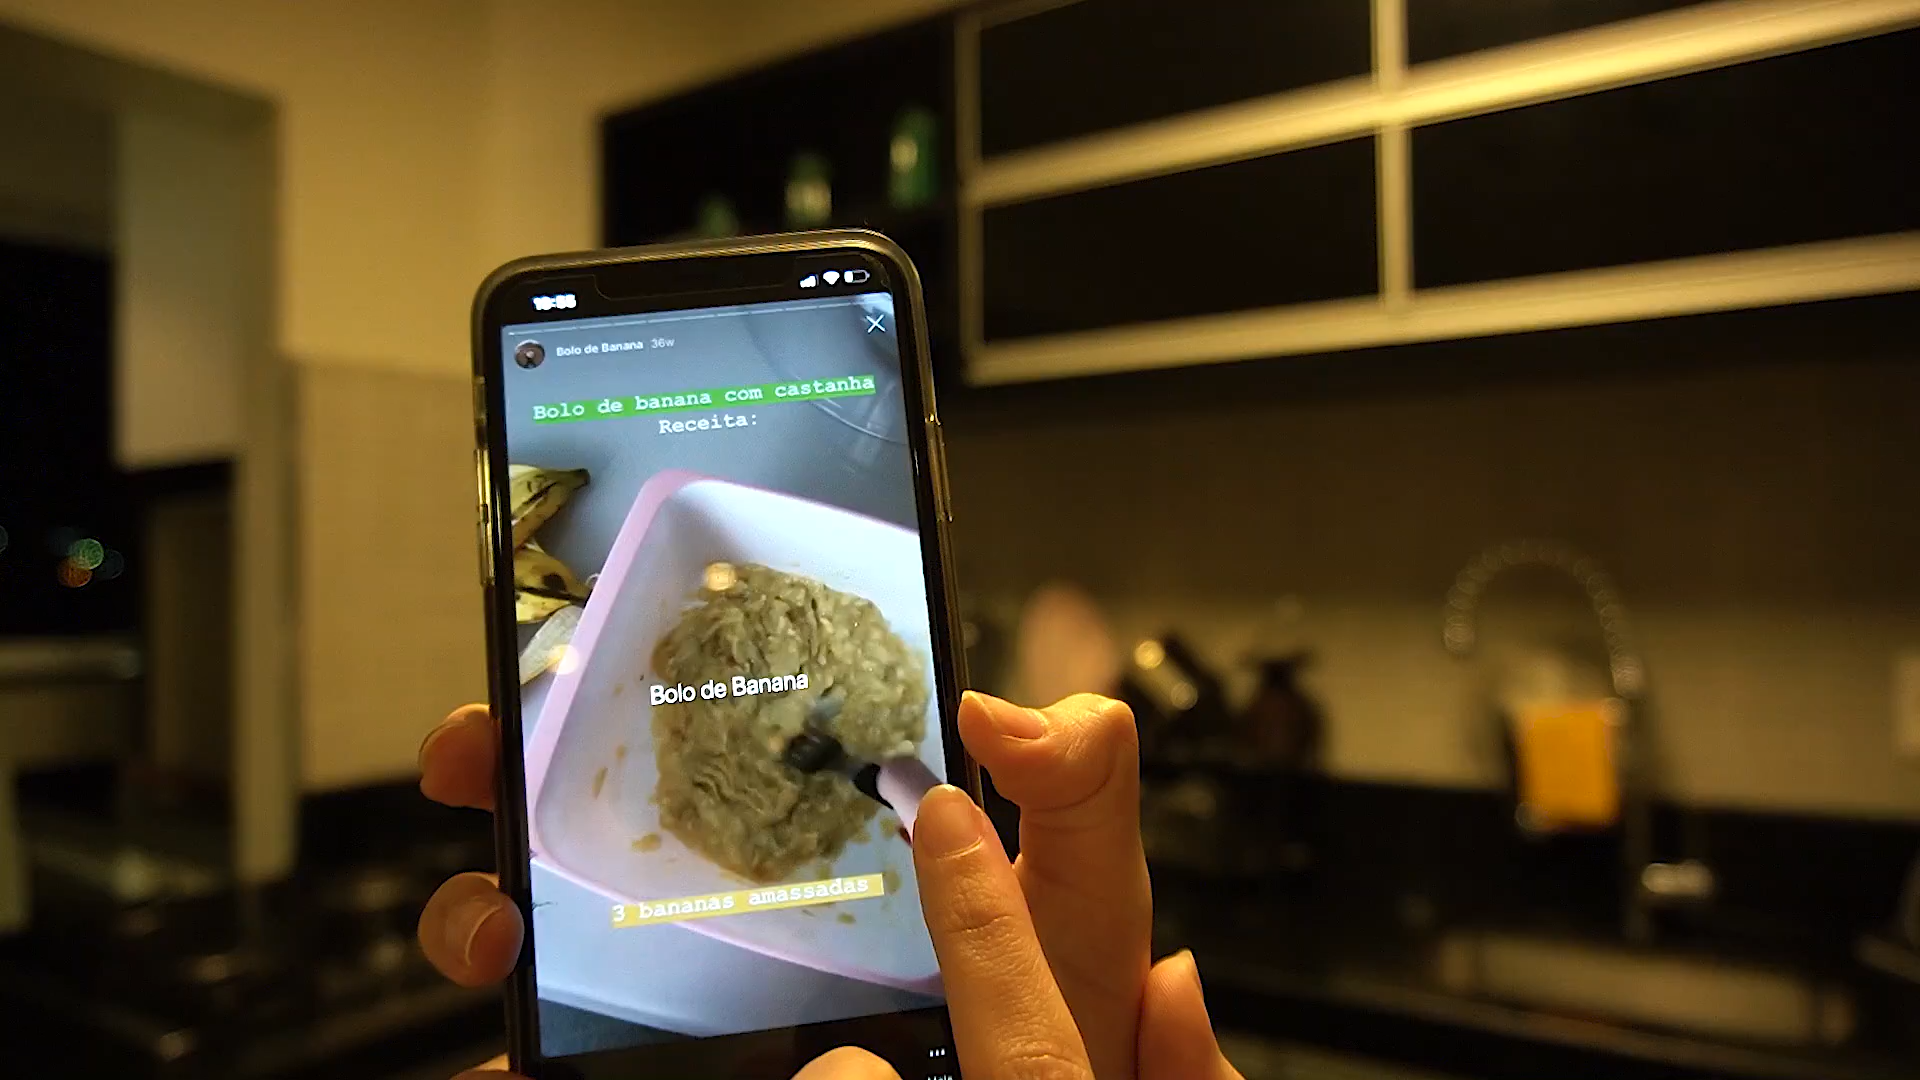 Bolo de Banana 36w
Bolo de banana com castanha
Receita:
Bolo de Banana
3 bananas amassadas